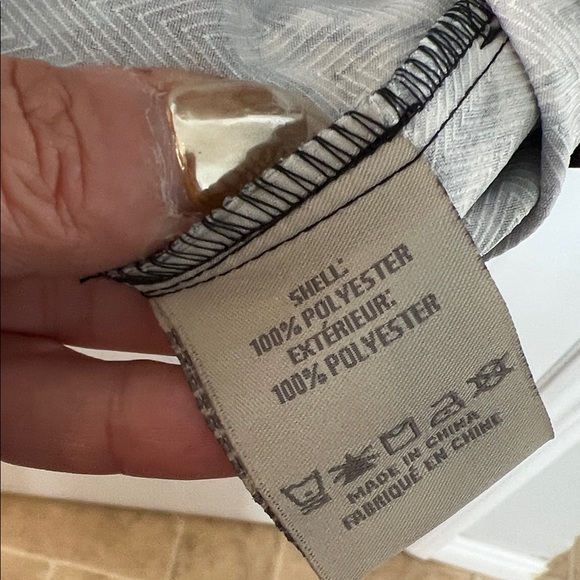 SHELL:
100% POLYESTER
EXTÉRIEUR:
100% POLYESTER
MADE IN CHINA
FABRIQUÉ EN CHINE